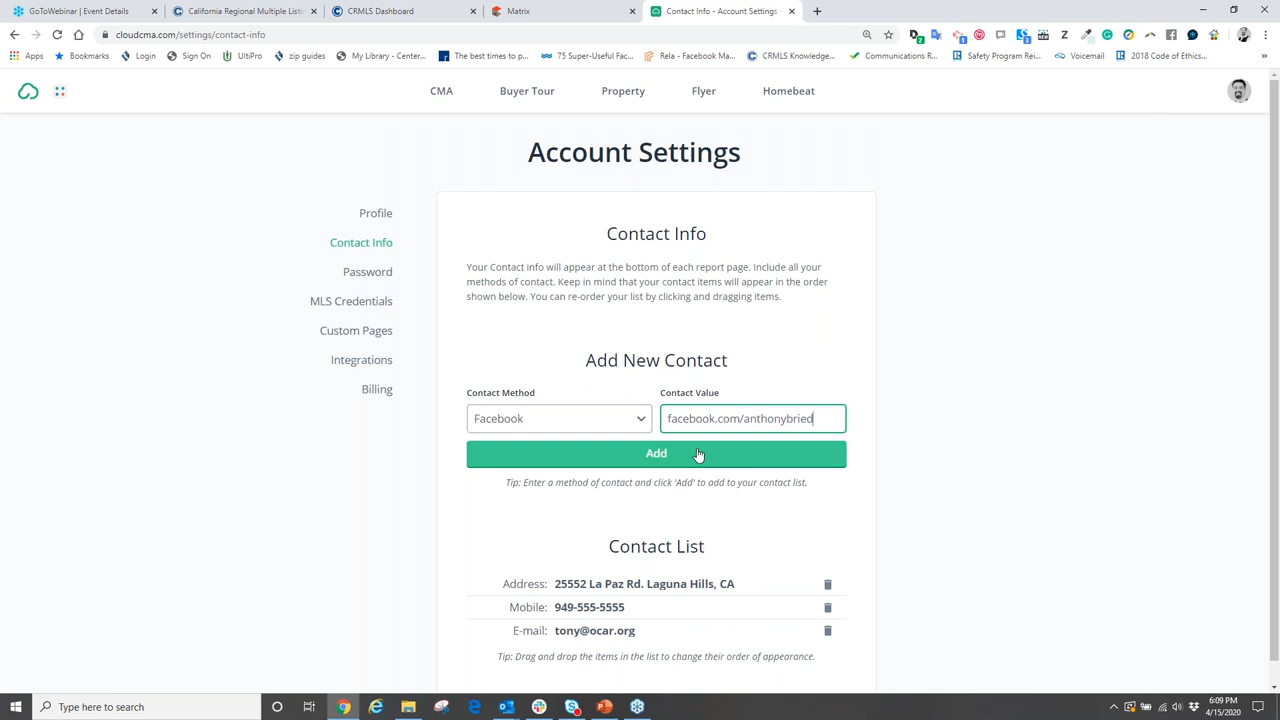 GoToWebinar | Event Details
California Regional Multiple Listin
CRMLS Dashboard
Matrix
Contact Info - Account Settings
cloudcma.com/settings/contact-info
Apps
Bookmarks
Login
Sign On
UltiPro
zip guides
My Library - Center...
The best times to p...
75 Super-Useful Fac...
Rela - Facebook Ma...
CRMLS Knowledge...
Communications R...
Safety Program Rei...
Voicemail
2018 Code of Ethics...
CMA
Buyer Tour
Property
Flyer
Homebeat
Account Settings
Profile
Contact Info
Password
MLS Credentials
Custom Pages
Integrations
Billing
Contact Info
Your Contact info will appear at the bottom of each report page. Include all your
methods of contact. Keep in mind that your contact items will appear in the order
shown below. You can re-order your list by clicking and dragging items.
Add New Contact
Contact Method
Contact Value
Facebook
facebook.com/anthonybried
Add
Tip: Enter a method of contact and click 'Add' to add to your contact list.
Contact List
Address: 25552 La Paz Rd. Laguna Hills, CA
Mobile: 949-555-5555
E-mail: tony@ocar.org
Tip: Drag and drop the items in the list to change their order of appearance.
Type here to search
6:09 PM
4/15/2020